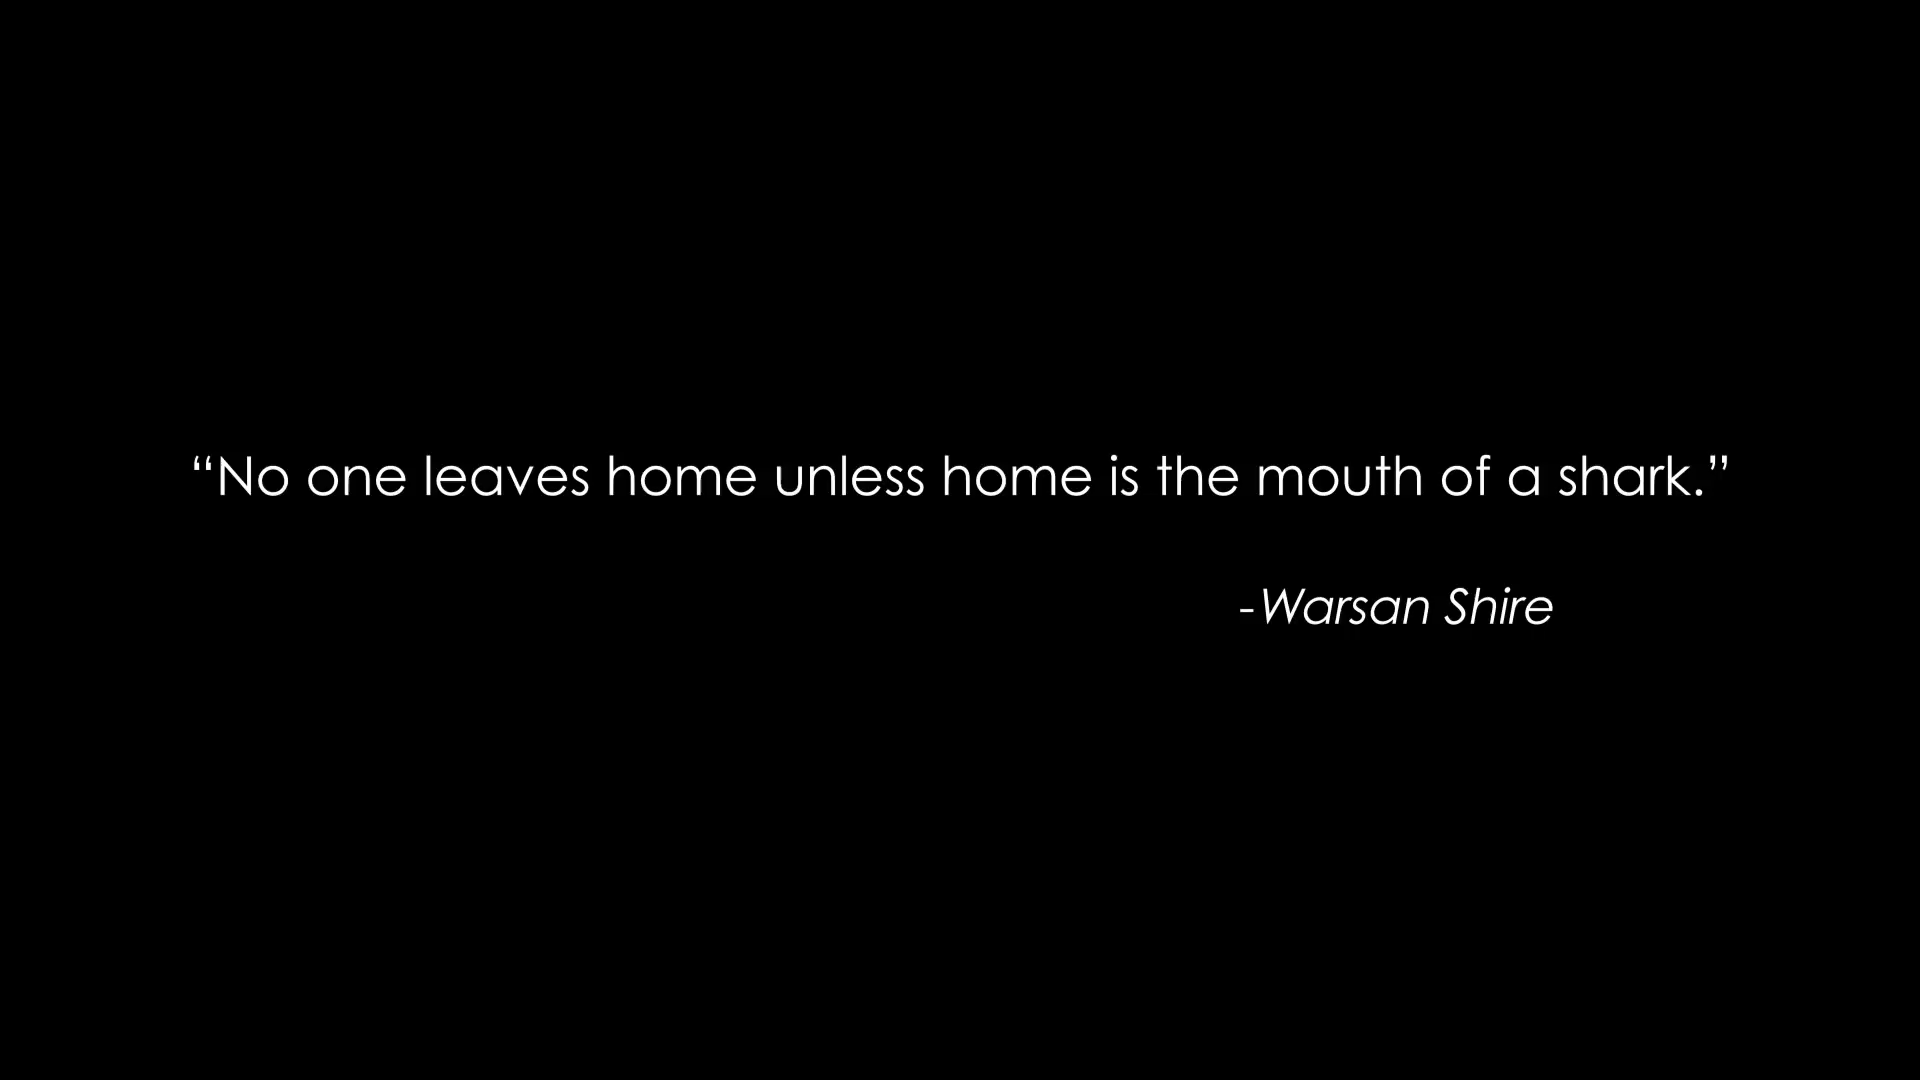 “No one leaves home unless home is the mouth of a shark.”
-Warsan Shire